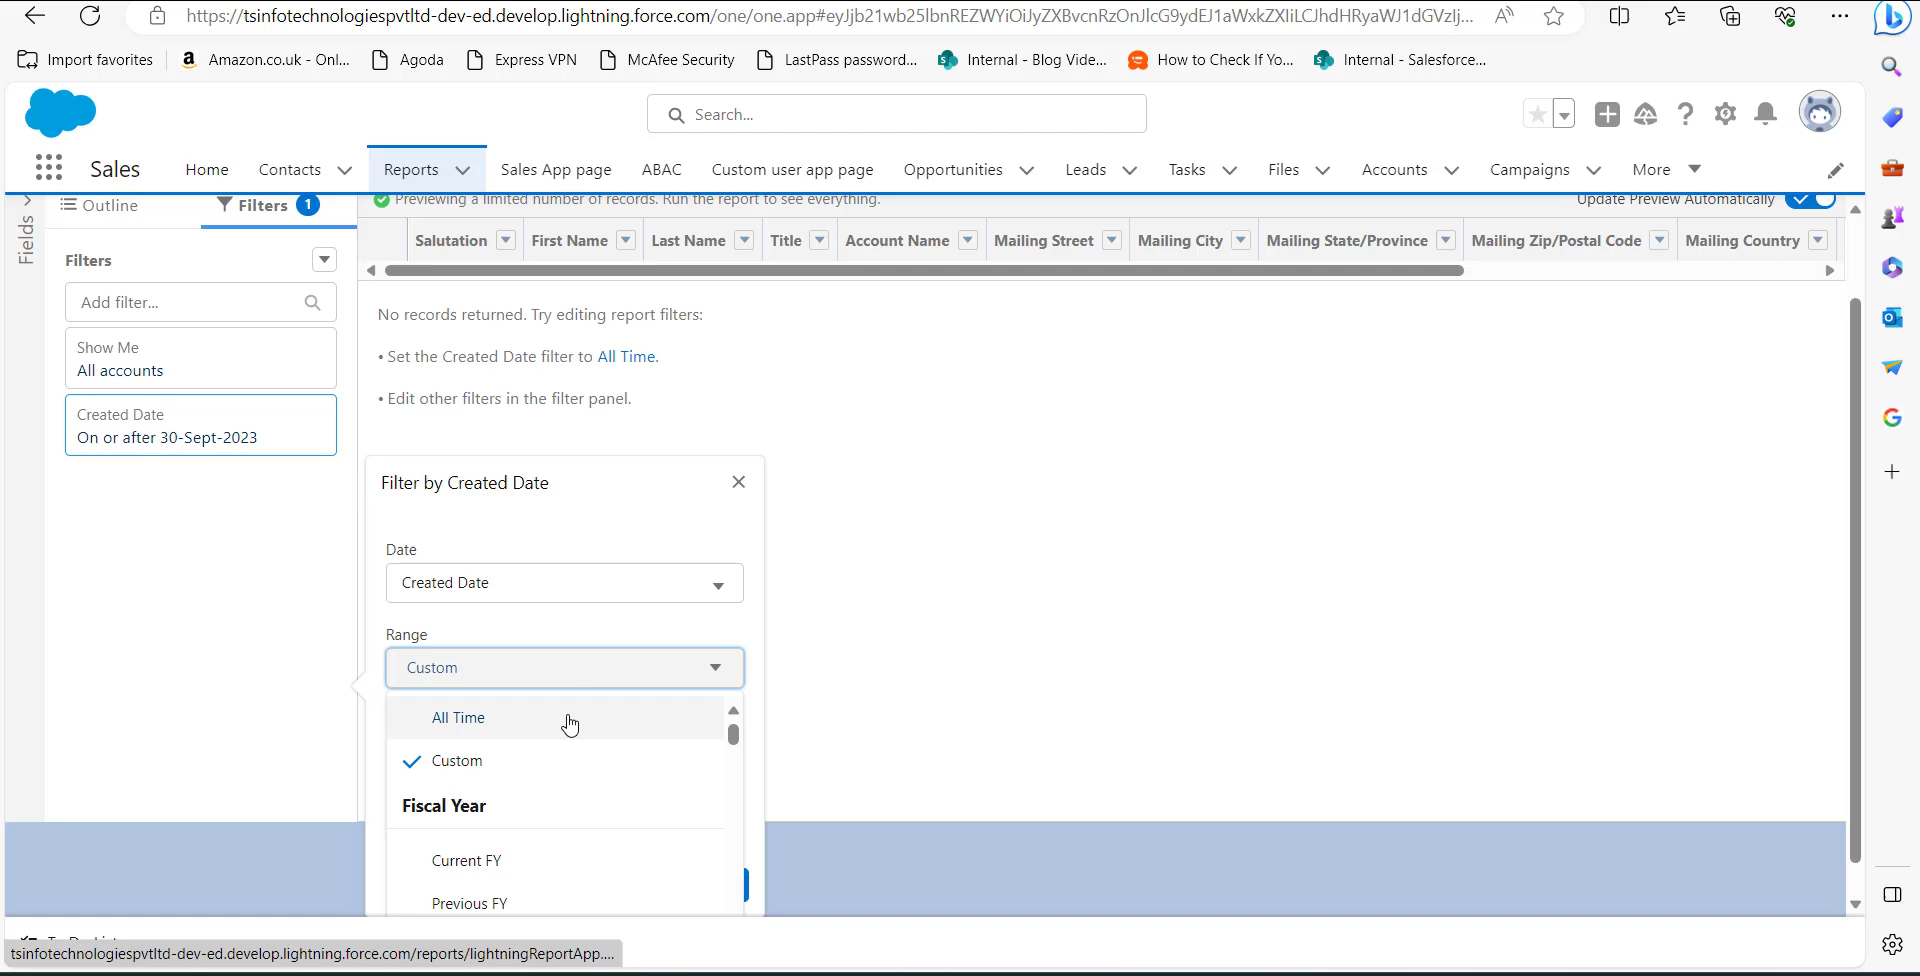 https://tsinfotechnologiespvtltd-dev-ed.develop.lightning.force.com/one/one.app#eyJjb21wb25lbnREZWYiOiJyZXBvcnRzOnJlcG9ydEJ1aWxkZXIiLCJhdHRyaWJ1dGVzIj...
Import favorites
Amazon.co.uk - Onl...
Agoda
Express VPN
McAfee Security
LastPass password...
Internal - Blog Vide...
How to Check If Yo...
Internal - Salesforce...
Search...
Sales
Home
Contacts
Reports
Sales App page
ABAC
Custom user app page
Opportunities
Leads
Tasks
Files
Accounts
Campaigns
More
Fields
Outline
Filters 1
Previewing a limited number of records. Run the report to see everything.
Update Preview Automatically
Salutation
First Name
Last Name
Title
Account Name
Mailing Street
Mailing City
Mailing State/Province
Mailing Zip/Postal Code
Mailing Country
Filters
Add filter...
Show Me
All accounts
Created Date
On or after 30-Sept-2023
No records returned. Try editing report filters:
• Set the Created Date filter to All Time.
• Edit other filters in the filter panel.
Filter by Created Date
Date
Created Date
Range
Custom
All Time
Custom
Fiscal Year
Current FY
Previous FY
tsinfotechnologiespvtltd-dev-ed.develop.lightning.force.com/reports/lightningReportApp....